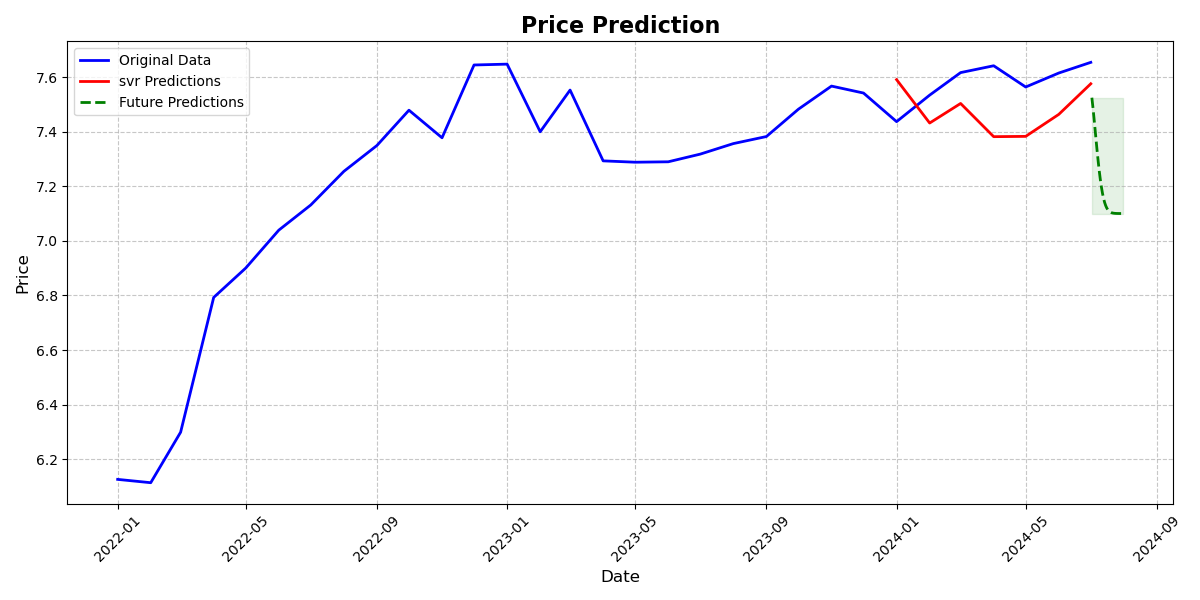 Price Prediction
Original Data
svr Predictions
Future Predictions
Price
7.6
7.4
7.2
7.0
6.8
6.6
6.4
6.2
2022-01
2022-05
2022-09
2023-01
2023-05
2023-09
2024-01
2024-05
2024-09
Date